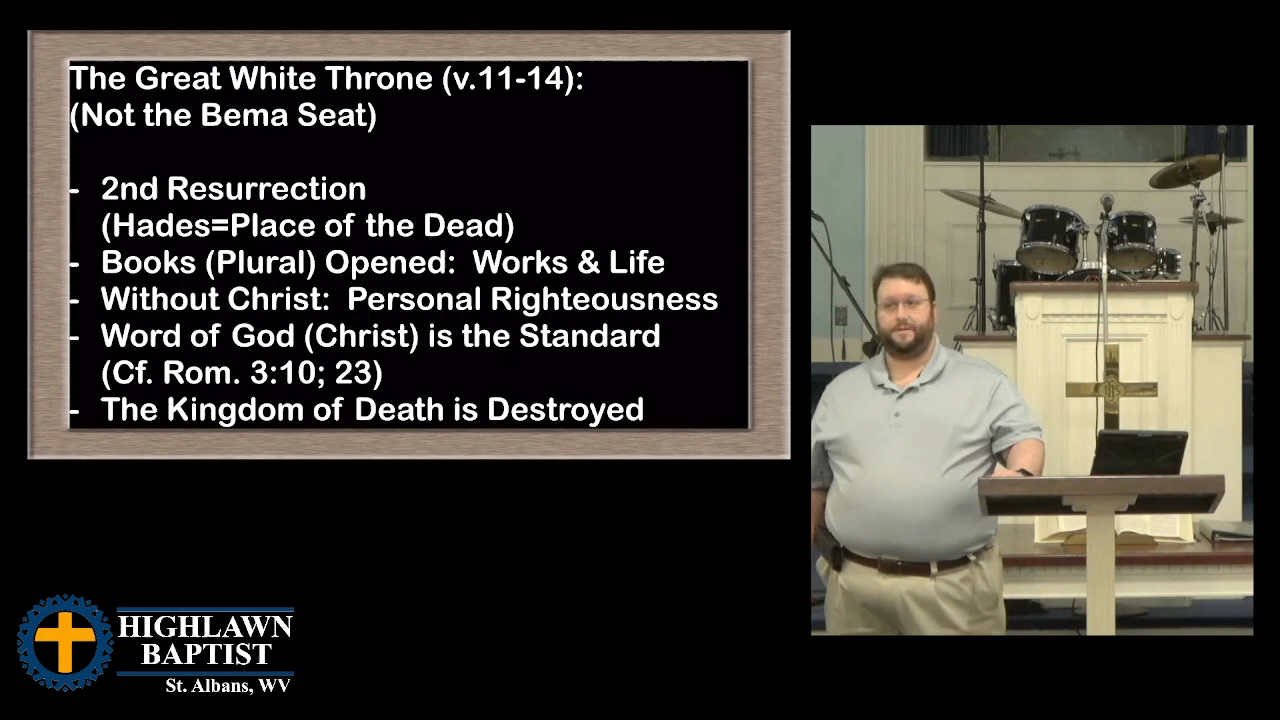 The Great White Throne (v.11-14):
(Not the Bema Seat)
- 2nd Resurrection
(Hades=Place of the Dead)
- Books (Plural) Opened: Works & Life
- Without Christ: Personal Righteousness
- Word of God (Christ) is the Standard
(Cf. Rom. 3:10; 23)
- The Kingdom of Death is Destroyed
HIGHLAWN
BAPTIST
St. Albans, WV
IHS